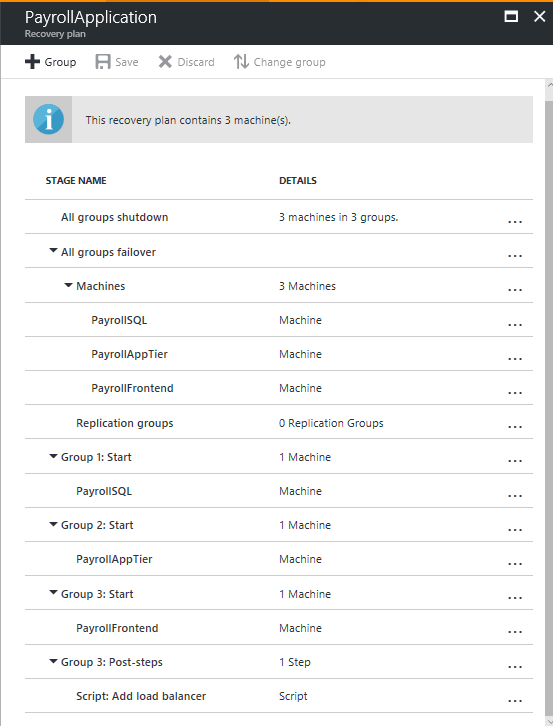 PayrollApplication
Recovery plan
Group Save Discard Change group
This recovery plan contains 3 machine(s).
STAGE NAME DETAILS
All groups shutdown 3 machines in 3 groups. ...
All groups failover ...
Machines 3 Machines ...
PayrollSQL Machine ...
PayrollAppTier Machine ...
PayrollFrontend Machine ...
Replication groups 0 Replication Groups ...
Group 1: Start 1 Machine ...
PayrollSQL Machine ...
Group 2: Start 1 Machine ...
PayrollAppTier Machine ...
Group 3: Start 1 Machine ...
PayrollFrontend Machine ...
Group 3: Post-steps 1 Step ...
Script: Add load balancer Script ...